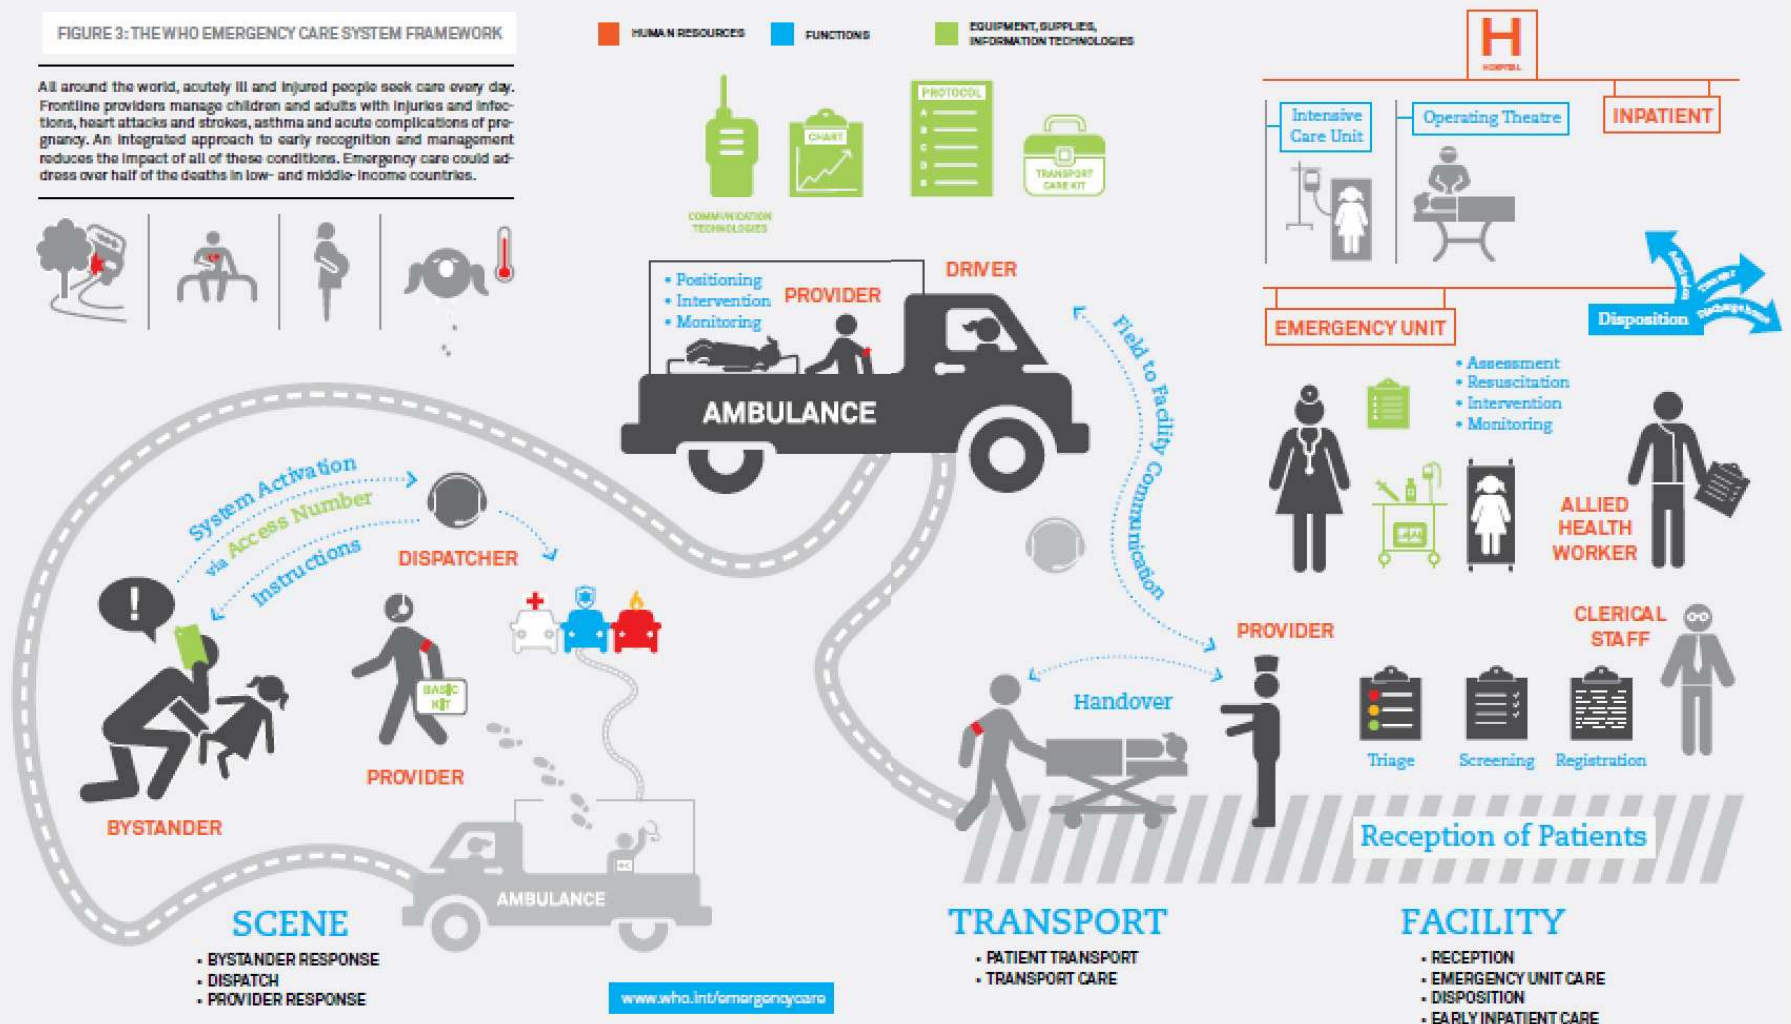 FIGURE 3: THE WHO EMERGENCY CARE SYSTEM FRAMEWORK
All around the world, acutely ill and injured people seek care every day.
Frontline providers manage children and adults with injuries and infec-
tions, heart attacks and strokes, asthma and acute complications of pre-
gnancy. An integrated approach to early recognition and management
reduces the impact of all of these conditions. Emergency care could ad-
dress over half of the deaths in low- and middle- income countries.
HUMAN RESOURCES
FUNCTIONS
EQUIPMENT, SUPPLIES,
INFORMATION TECHNOLOGIES
COMMUNICATION
TECHNOLOGIES
CHART
PROTOCOL
A
B
C
D
E
TRANSPORT
CARE KIT
H
HOSPITAL
Intensive
Care Unit
Operating Theatre
INPATIENT
Admission
Transfer
Discharge home
Disposition
• Positioning
• Intervention
• Monitoring
PROVIDER
DRIVER
AMBULANCE
Field to Facility Communication
EMERGENCY UNIT
• Assessment
• Resuscitation
• Intervention
• Monitoring
ALLIED
HEALTH
WORKER
System Activation
via Access Number
Instructions
DISPATCHER
!
BASIC
KIT
PROVIDER
BYSTANDER
AMBULANCE
Handover
PROVIDER
CLERICAL
STAFF
Triage
Screening
Registration
Reception of Patients
SCENE
• BYSTANDER RESPONSE
• DISPATCH
• PROVIDER RESPONSE
www.who.int/emergencycare
TRANSPORT
• PATIENT TRANSPORT
• TRANSPORT CARE
FACILITY
• RECEPTION
• EMERGENCY UNIT CARE
• DISPOSITION
• EARLY INPATIENT CARE